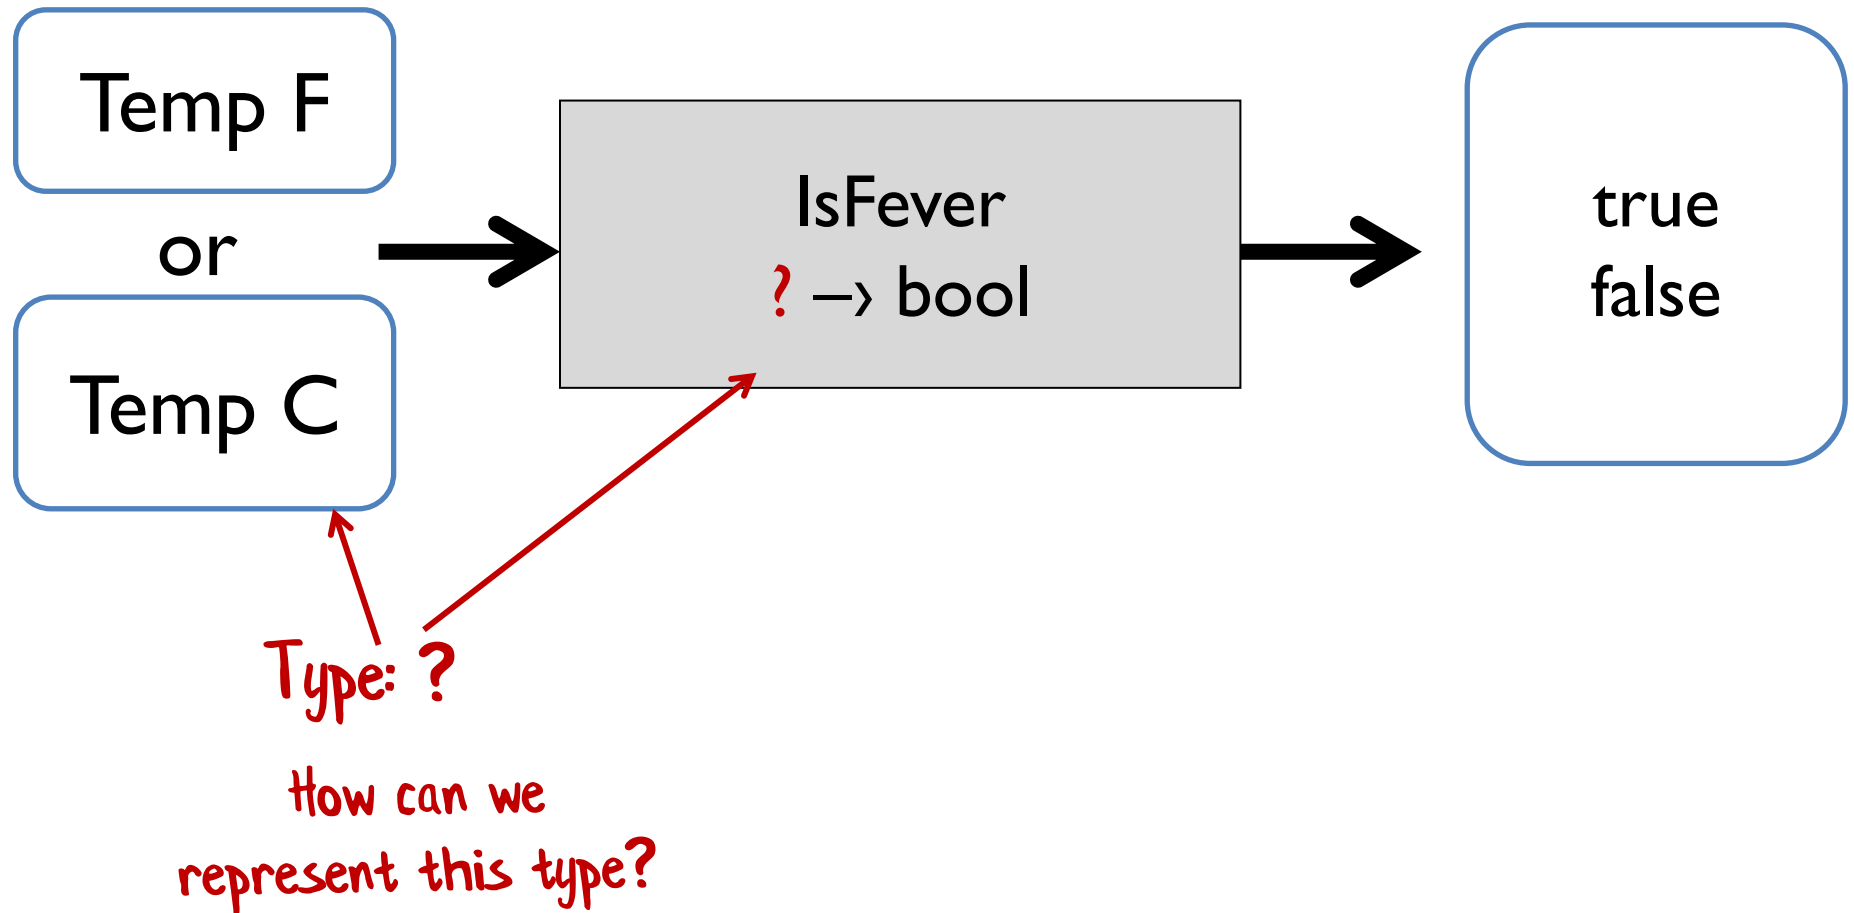 Temp F
or
Temp C
IsFever
? –> bool
true
false
Type: ?
How can we
represent this type?